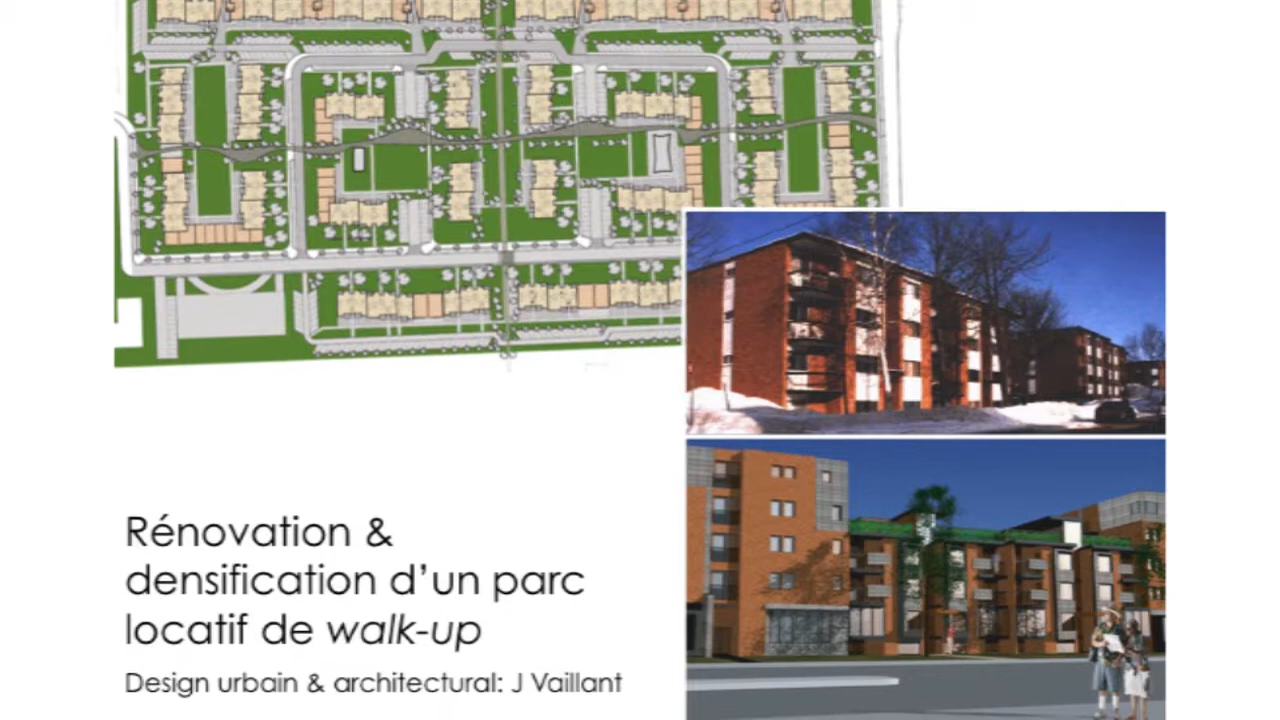 Rénovation &
densification d’un parc
locatif de walk-up
Design urbain & architectural: J Vaillant